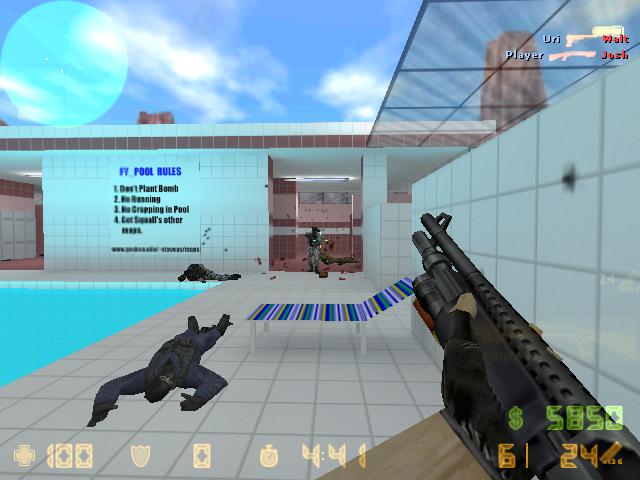 Uri Walt
Player Josh
FY_POOL RULES
1. Don't Plant Bomb
2. No Running
3. No Crapping in Pool
4. Get Squall's other
maps.
$ 5850
100 0 4:41 6| 24